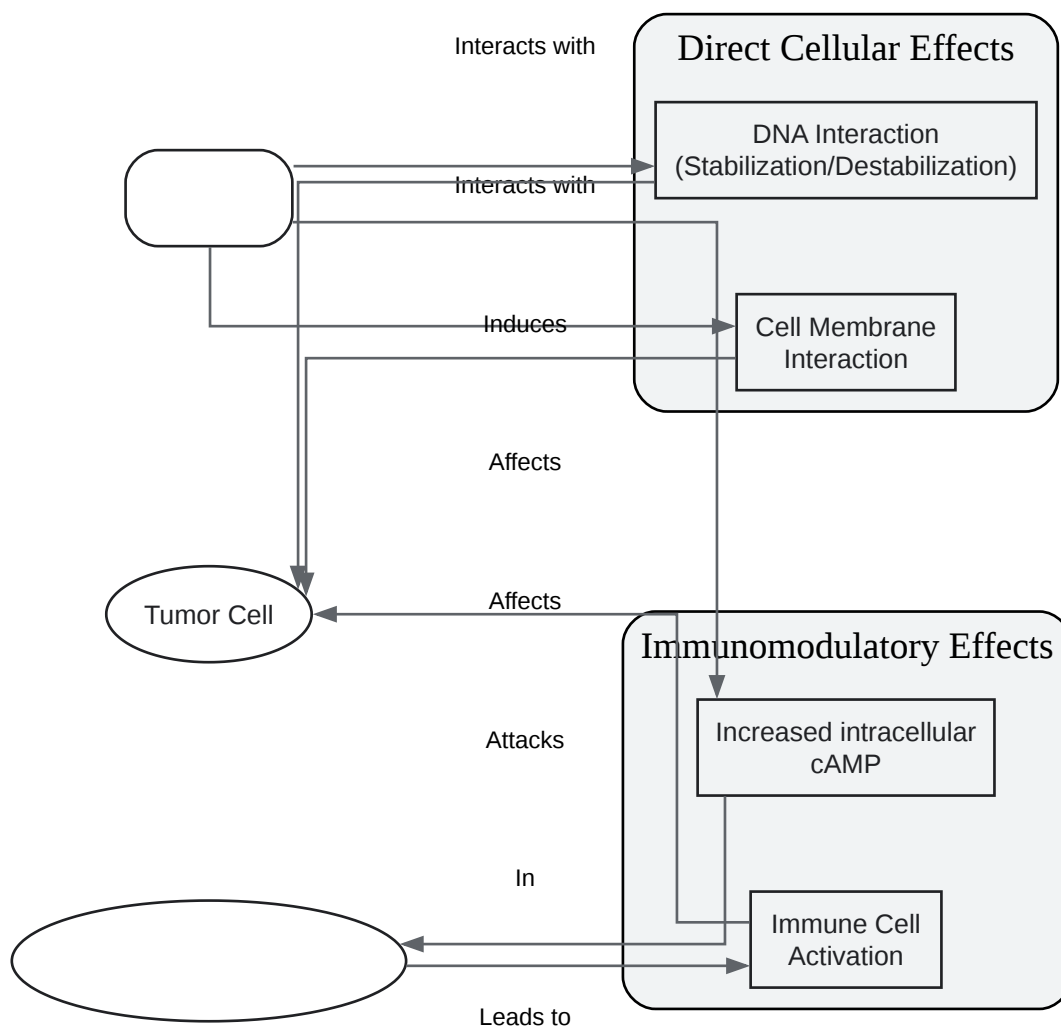 Interacts with
Direct Cellular Effects
DNA Interaction
(Stabilization/Destabilization)
Interacts with
Induces
Cell Membrane
Interaction
Affects
Affects
Tumor Cell
Immunomodulatory Effects
Increased intracellular
cAMP
Attacks
In
Immune Cell
Activation
Leads to